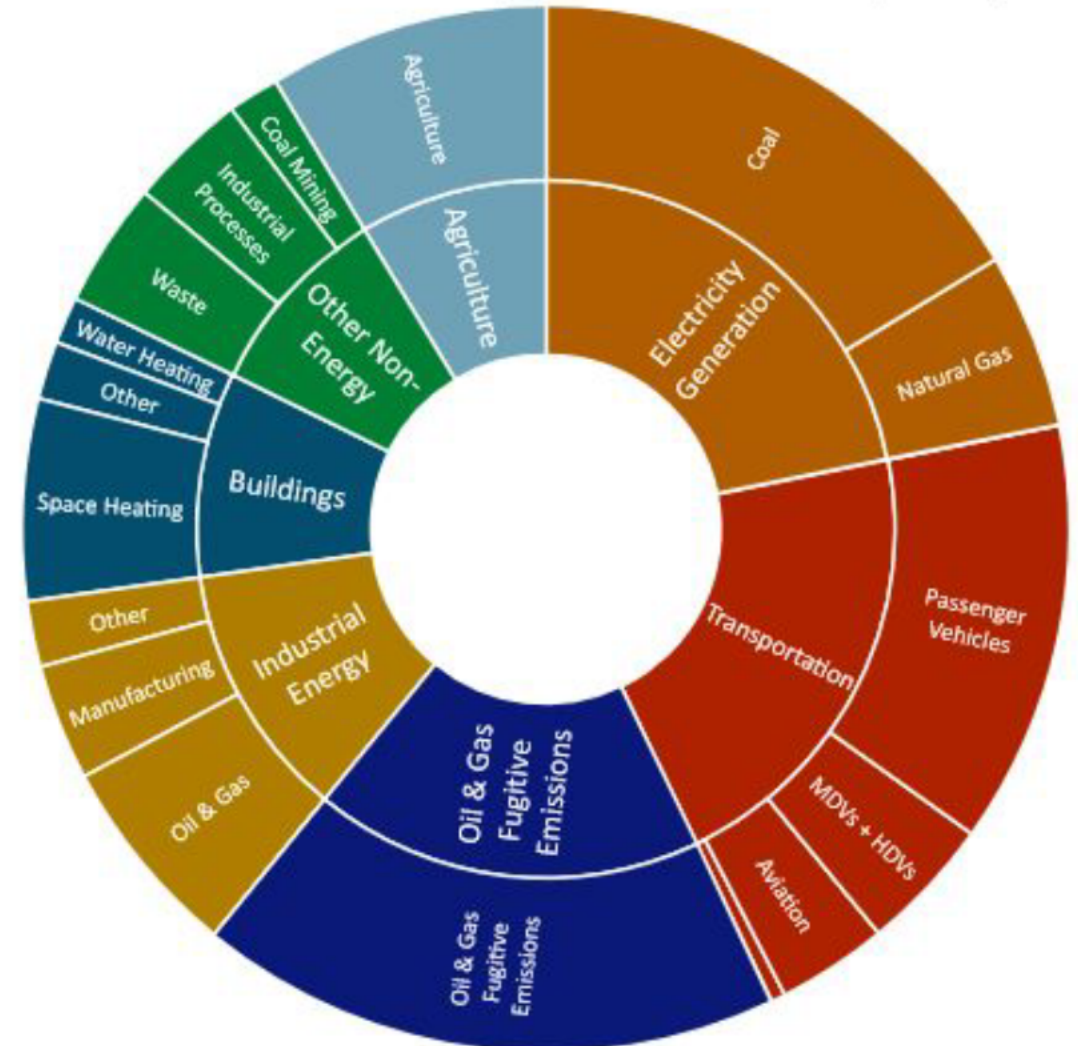 Coal
Natural Gas
Electricity
Generation
Passenger
Vehicles
MDVs + HDVs
Aviation
Transportation
Oil & Gas
Fugitive
Emissions
Oil & Gas
Fugitive
Emissions
Oil & Gas
Manufacturing
Other
Industrial
Energy
Space Heating
Other
Water Heating
Buildings
Waste
Industrial
Processes
Coal Mining
Other Non-
Energy
Agriculture
Agriculture